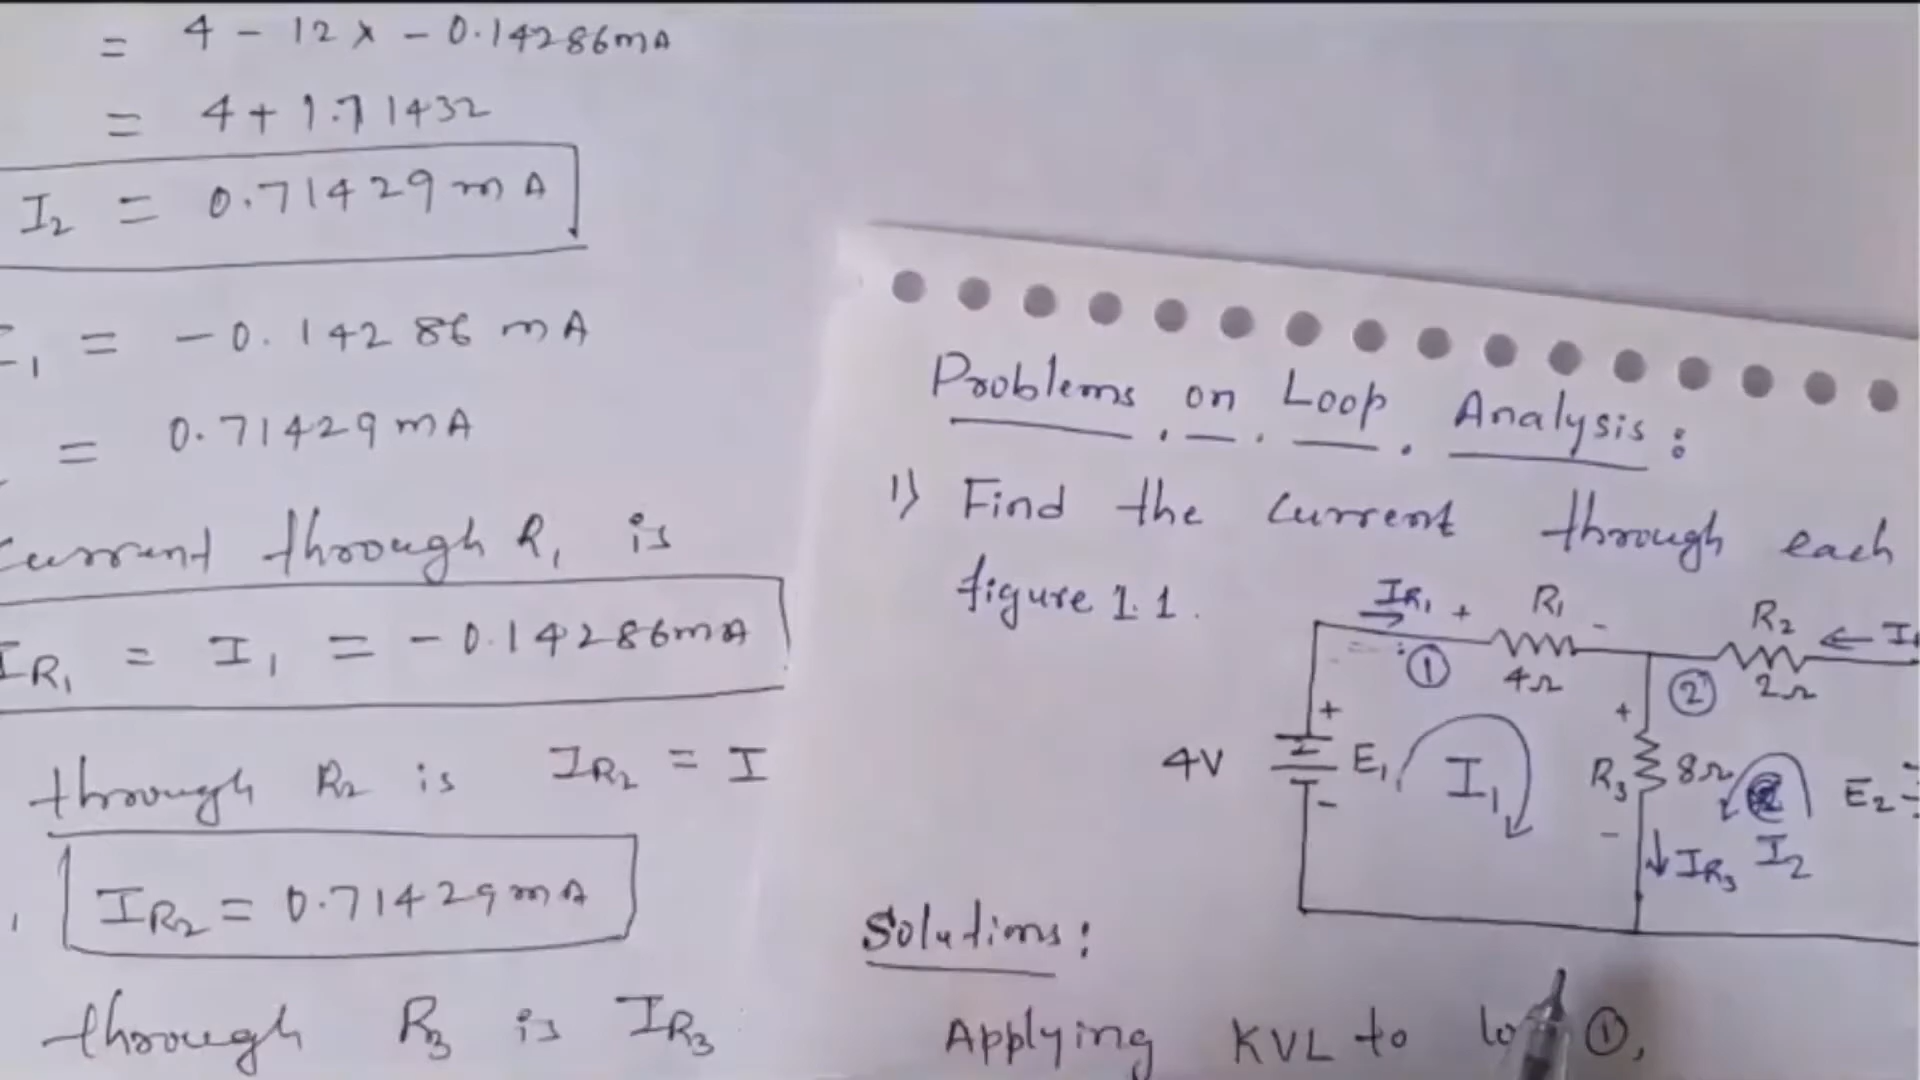 = 4 - 12 x - 0.14286mA
= 4 + 1.71432
I2 = 0.71429 mA
1 = - 0.14286 mA
= 0.71429 mA
current through R1 is
IR1 = I1 = - 0.14286mA
through R2 is IR2 = I
IR2 = 0.71429 mA
through R3 is IR3
Problems on Loop Analysis :
1) Find the current through each
figure 1.1.
IR1 + R1 - R2 ← I
① 4Ω ② 2Ω
+ +
4V E1 I1 R3 8Ω E2
- - IR3 I2
Solutions:
Applying KVL to ①,